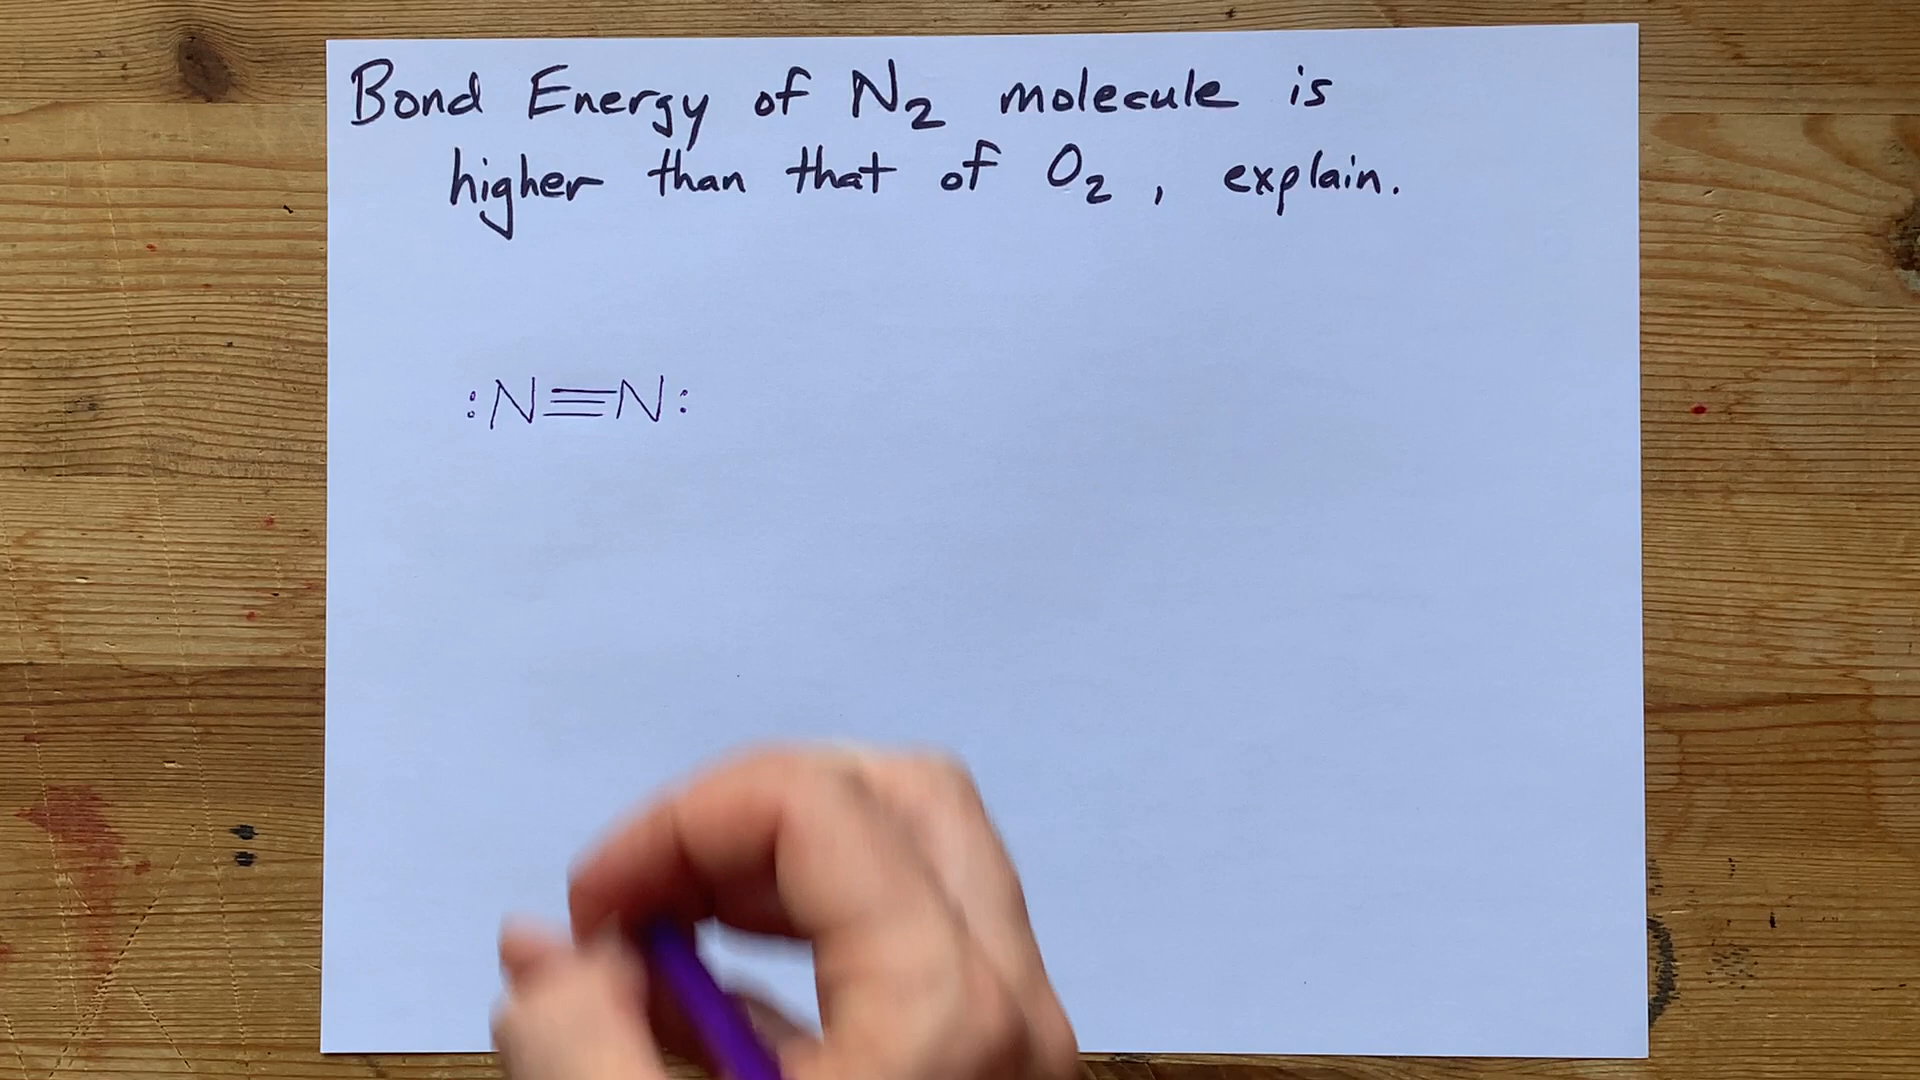 Bond Energy of N₂ molecule is
higher than that of O₂, explain.
:N≡N: